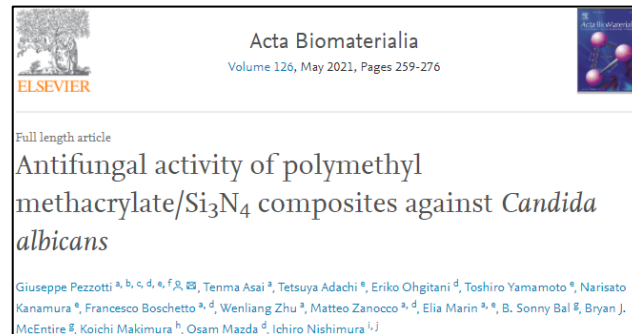 Acta Biomaterialia
Volume 126, May 2021, Pages 259-276
ELSEVIER
Full length article
Antifungal activity of polymethyl
methacrylate/Si₃N₄ composites against Candida
albicans
Giuseppe Pezzotti a, b, c, d, e, f, Tenma Asai a, Tetsuya Adachi e, Eriko Ohgitani d, Toshiro Yamamoto e, Narisato
Kanamura e, Francesco Boschetto a, d, Wenliang Zhu a, Matteo Zanocco a, d, Elia Marin a, e, B. Sonny Bal g, Bryan J.
McEntire g, Koichi Makimura h, Osam Mazda d, Ichiro Nishimura i, j